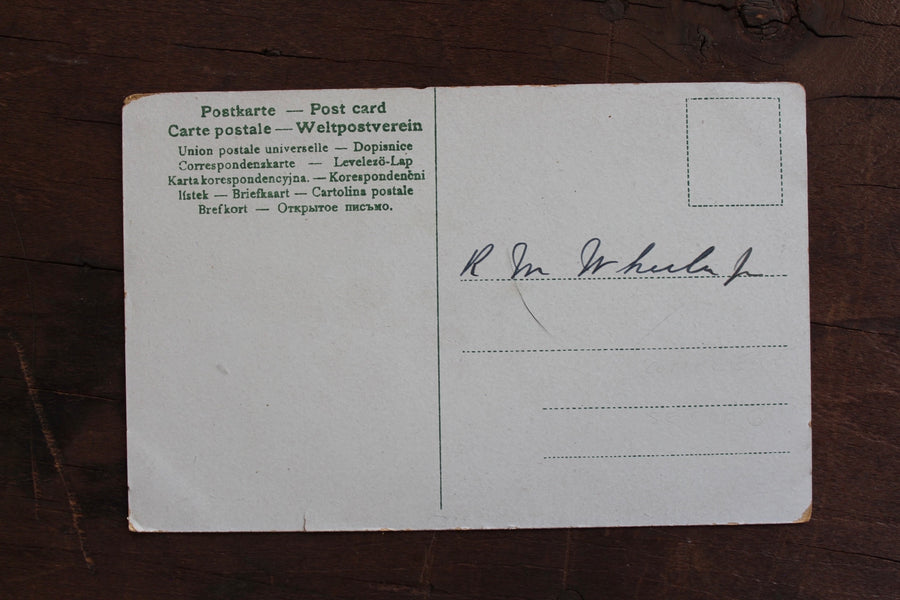 Postkarte — Post card
Carte postale — Weltpostverein
Union postale universelle — Dopisnice
Correspondenzkarte — Levelező-Lap
Karta korespondencyjna. — Korespondenčni
lístek — Briefkaart — Cartolina postale
Brefkort — Открытое письмо.
R M Wheeler Jr